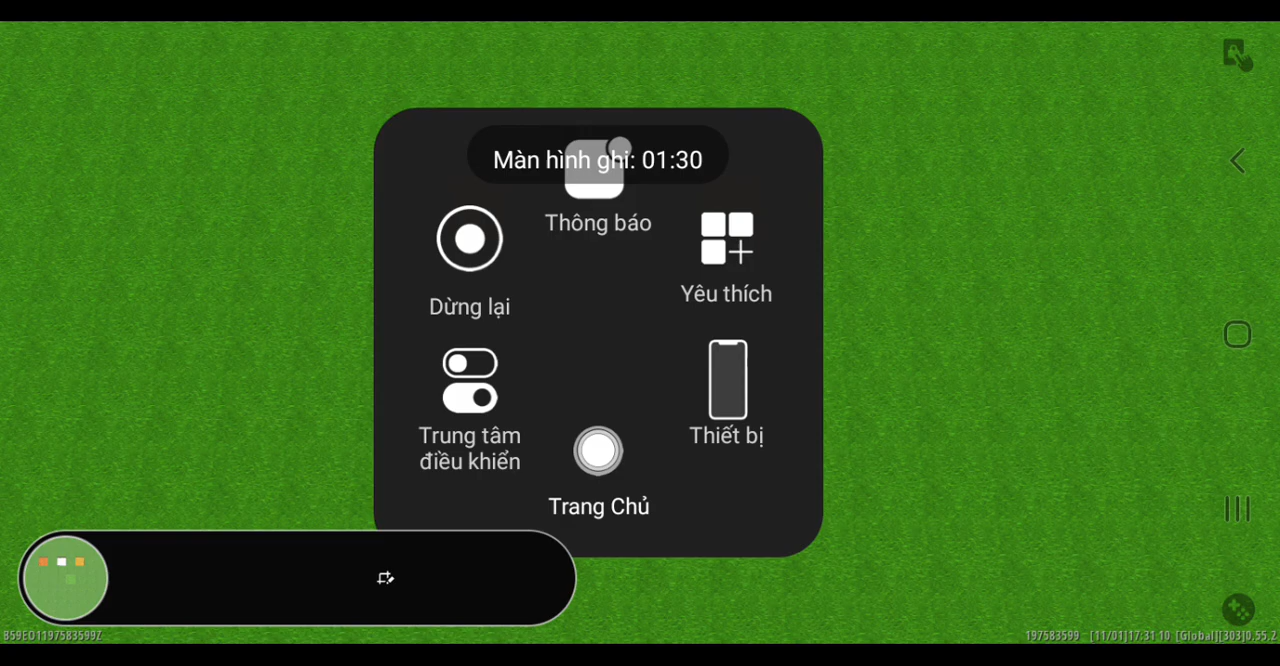 Màn hình ghi: 01:30
Thông báo
Dừng lại
Yêu thích
Trung tâm
điều khiển
Thiết bị
Trang Chủ
859EO1197583599Z
197583599 [11/01|17:31 10 [Global][303]0.55.2